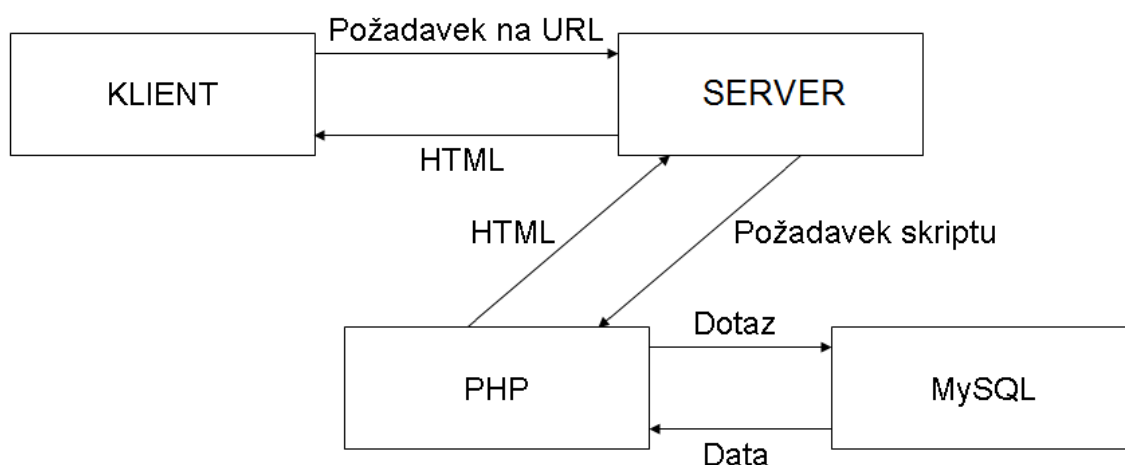 Požadavek na URL
KLIENT
SERVER
HTML
HTML
Požadavek skriptu
Dotaz
PHP
MySQL
Data